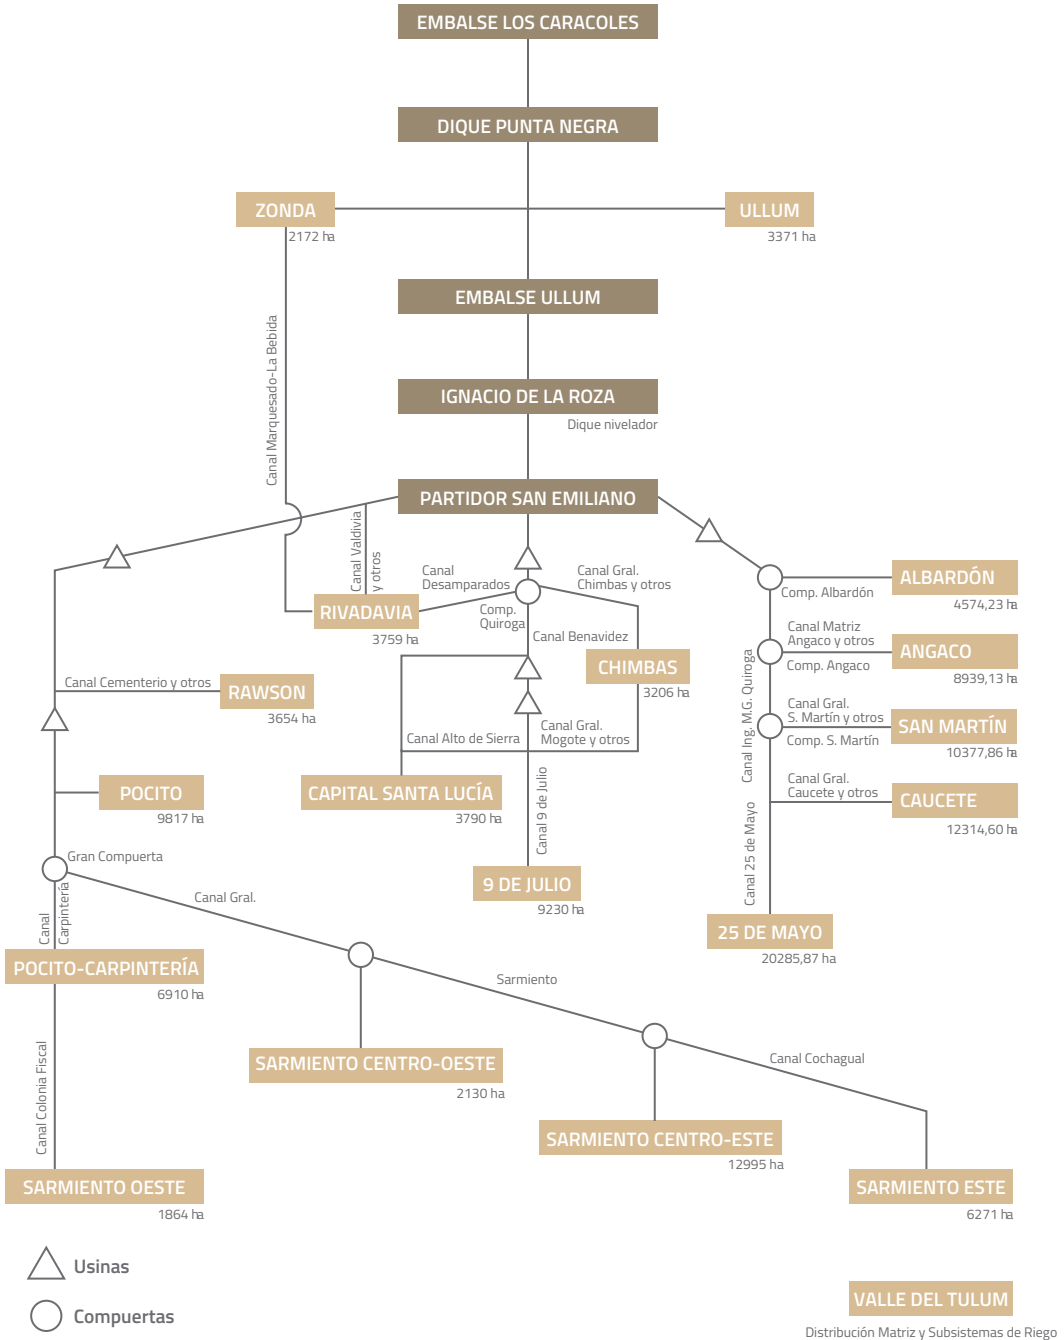 EMBALSE LOS CARACOLES
DIQUE PUNTA NEGRA
ZONDA
2172 ha
ULLUM
3371 ha
EMBALSE ULLUM
Canal Marquesado-La Bebida
IGNACIO DE LA ROZA
Dique nivelador
PARTIDOR SAN EMILIANO
Canal Valdivia
y otros
Canal
Desamparados
Canal Gral.
Chimbas y otros
RIVADAVIA
3759 ha
Comp.
Quiroga
Canal Benavidez
CHIMBAS
3206 ha
Comp. Albardón
ALBARDÓN
4574,23 ha
Canal Matriz
Angaco y otros
Comp. Angaco
ANGACO
8939,13 ha
Canal Ing. M.G. Quiroga
Canal Gral.
S. Martín y otros
Comp. S. Martín
SAN MARTÍN
10377,86 ha
Canal Gral.
Caucete y otros
CAUCETE
12314,60 ha
Canal 25 de Mayo
25 DE MAYO
20285,87 ha
Canal Cementerio y otros
RAWSON
3654 ha
Canal Alto de Sierra
Canal Gral.
Mogote y otros
CAPITAL SANTA LUCÍA
3790 ha
Canal 9 de Julio
9 DE JULIO
9230 ha
POCITO
9817 ha
Gran Compuerta
Canal
Carpintería
Canal Gral.
POCITO-CARPINTERÍA
6910 ha
Sarmiento
Canal Colonia Fiscal
SARMIENTO CENTRO-OESTE
2130 ha
Canal Cochagual
SARMIENTO CENTRO-ESTE
12995 ha
SARMIENTO OESTE
1864 ha
SARMIENTO ESTE
6271 ha
Usinas
Compuertas
VALLE DEL TULUM
Distribución Matriz y Subsistemas de Riego